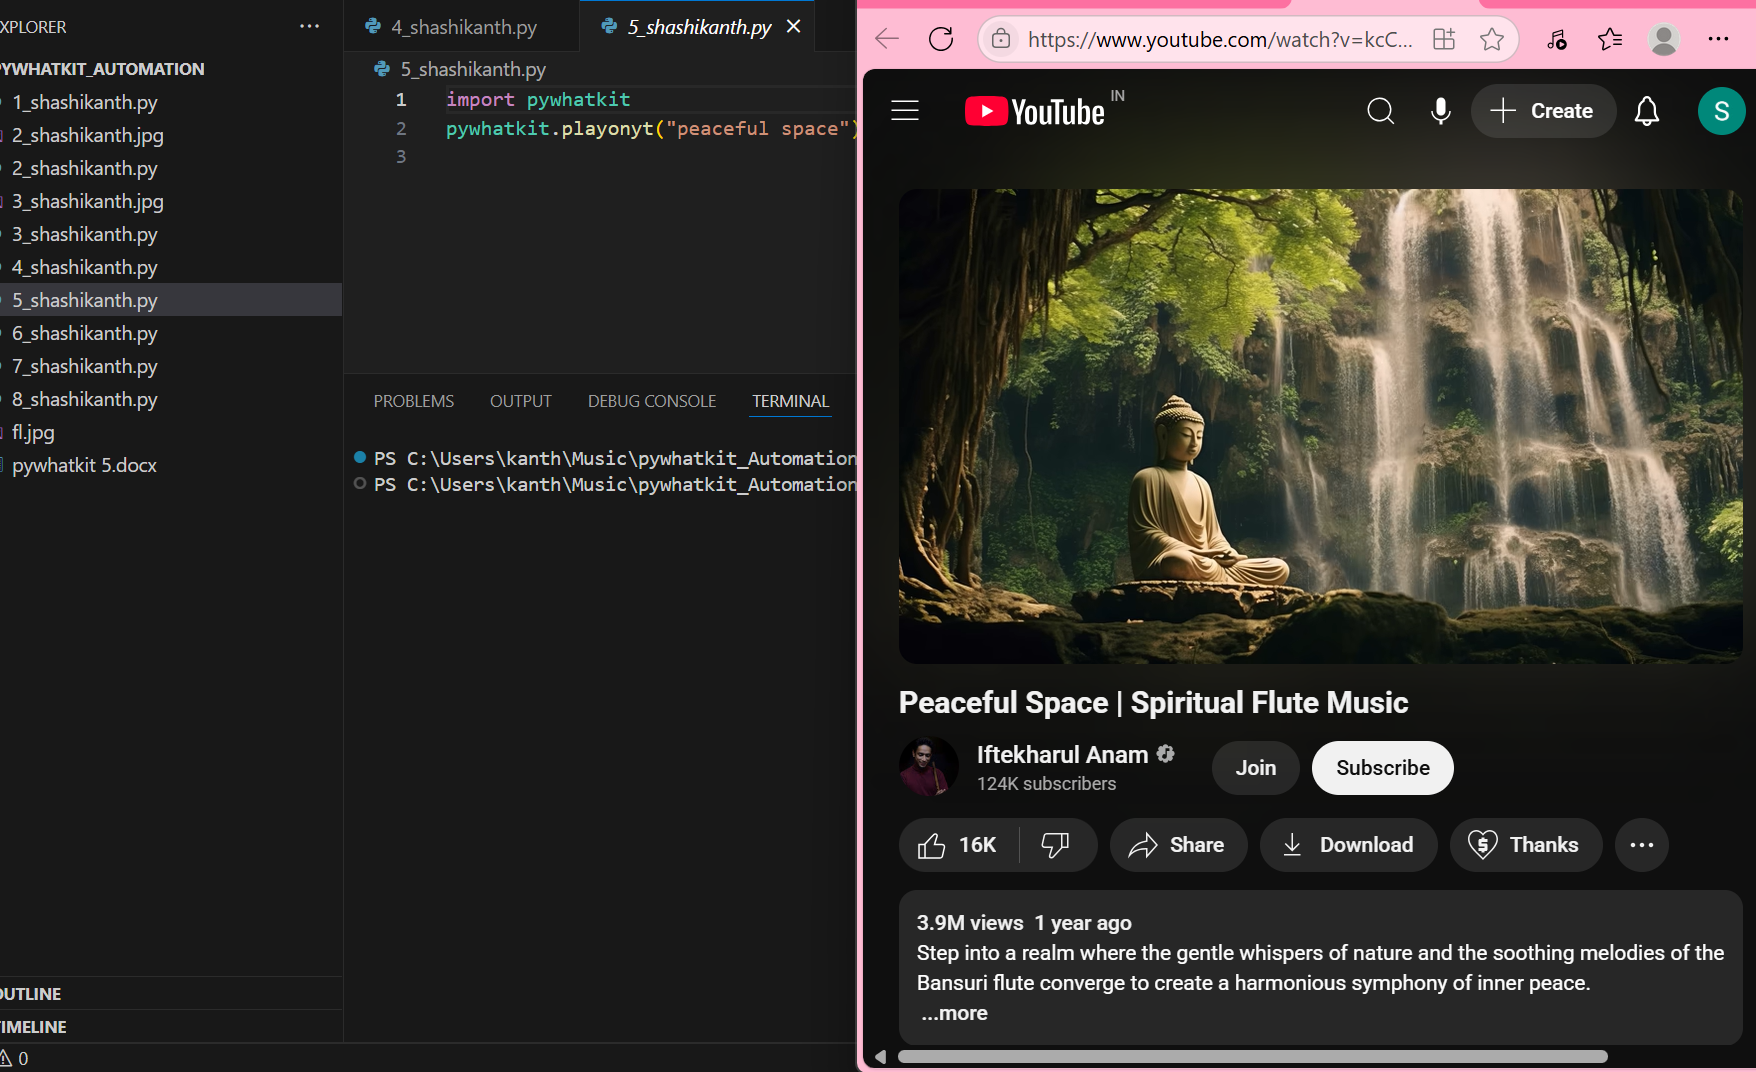 XPLORER
PYWHATKIT_AUTOMATION
1_shashikanth.py
2_shashikanth.jpg
2_shashikanth.py
3_shashikanth.jpg
3_shashikanth.py
4_shashikanth.py
5_shashikanth.py
6_shashikanth.py
7_shashikanth.py
8_shashikanth.py
fl.jpg
pywhatkit 5.docx
OUTLINE
TIMELINE
0
4_shashikanth.py
5_shashikanth.py
5_shashikanth.py
1 import pywhatkit
2 pywhatkit.playonyt("peaceful space")
3
PROBLEMS OUTPUT DEBUG CONSOLE TERMINAL
PS C:\Users\kanth\Music\pywhatkit_Automation
PS C:\Users\kanth\Music\pywhatkit_Automation
https://www.youtube.com/watch?v=kcC...
YouTube IN
Create
S
Peaceful Space | Spiritual Flute Music
Iftekharul Anam
124K subscribers
Join
Subscribe
16K
Share
Download
Thanks
3.9M views 1 year ago
Step into a realm where the gentle whispers of nature and the soothing melodies of the
Bansuri flute converge to create a harmonious symphony of inner peace.
...more